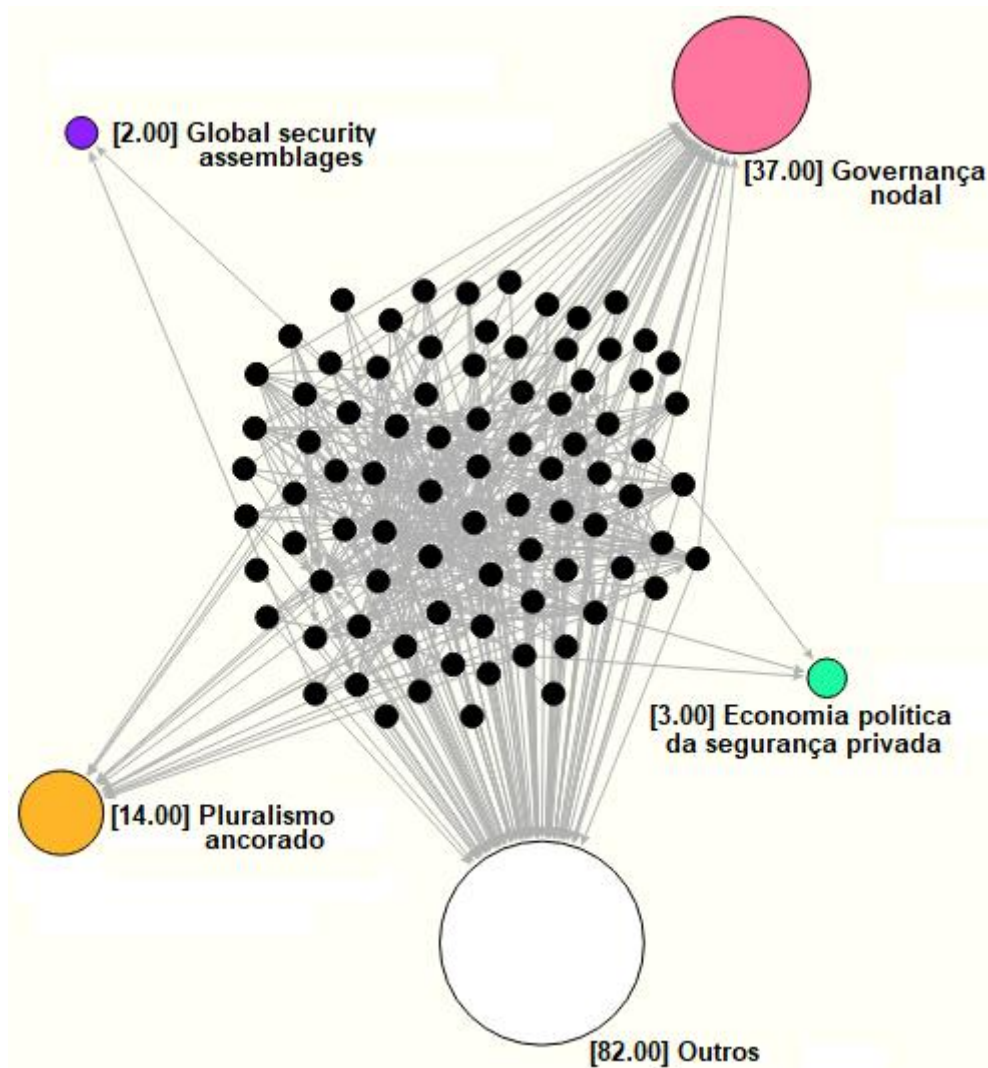 [2.00] Global security
assemblages
[37.00] Governança
nodal
[3.00] Economia política
da segurança privada
[14.00] Pluralismo
ancorado
[82.00] Outros